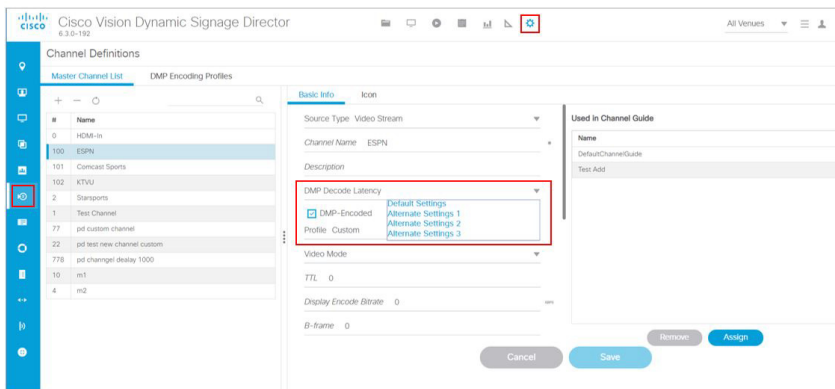 CISCO
Cisco Vision Dynamic Signage Director
6.3.0-192
All Venues
Channel Definitions
Master Channel List
DMP Encoding Profiles
# Name
0 HDMI-In
100 ESPN
101 Comcast Sports
102 KTVU
2 Starsports
1 Test Channel
77 pd custom channel
22 pd test new channel custom
778 pd channgel dealay 1000
10 m1
4 m2
Basic Info
Icon
Source Type Video Stream
Channel Name ESPN
Description
DMP Decode Latency
Default Settings
DMP-Encoded
Alternate Settings 1
Alternate Settings 2
Profile Custom
Alternate Settings 3
Video Mode
TTL 0
Display Encode Bitrate 0
B-frame 0
Used in Channel Guide
Name
DefaultChannelGuide
Test Add
Remove
Assign
Cancel
Save